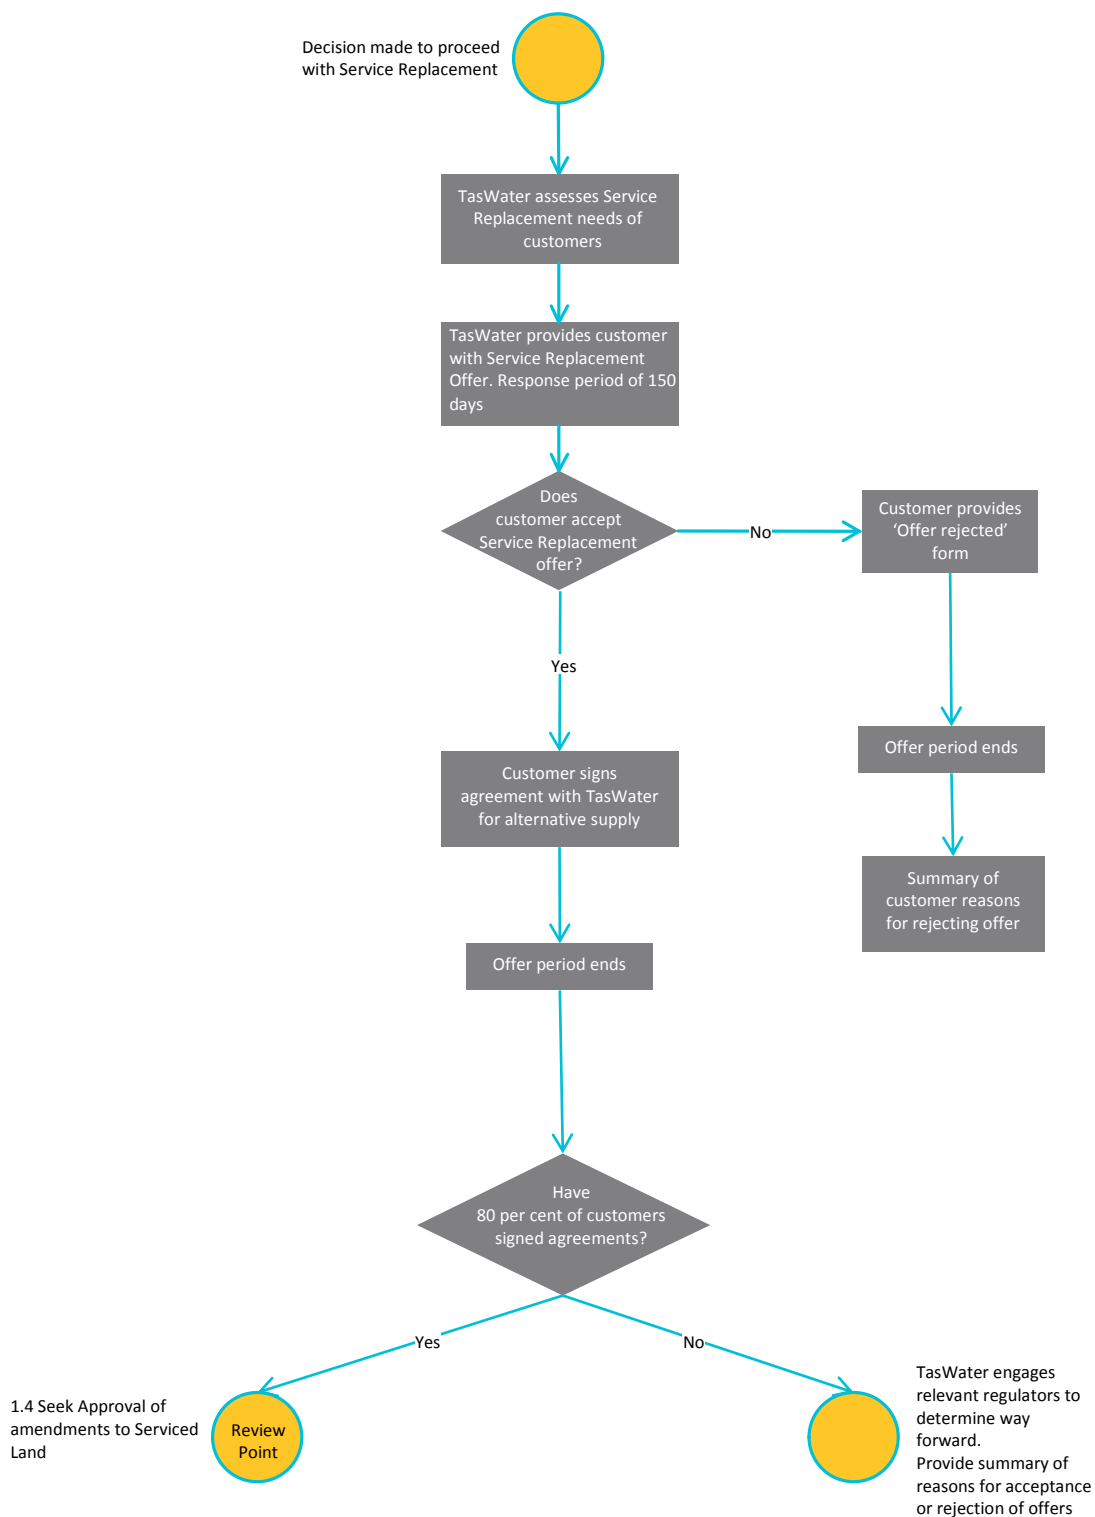 Decision made to proceed
with Service Replacement
TasWater assesses Service
Replacement needs of
customers
TasWater provides customer
with Service Replacement
Offer. Response period of 150
days
Does
customer accept
Service Replacement
offer?
No
Customer provides
‘Offer rejected’
form
Yes
Offer period ends
Customer signs
agreement with TasWater
for alternative supply
Summary of
customer reasons
for rejecting offer
Offer period ends
Have
80 per cent of customers
signed agreements?
Yes
No
1.4 Seek Approval of
amendments to Serviced
Land
Review
Point
TasWater engages
relevant regulators to
determine way
forward.
Provide summary of
reasons for acceptance
or rejection of offers